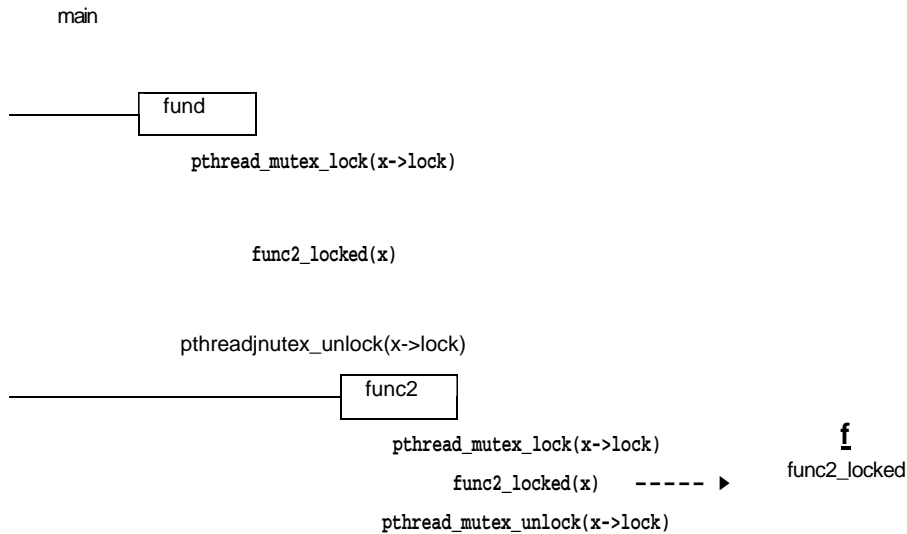 main
fund
pthread_mutex_lock(x->lock)
func2_locked(x)
pthreadjnutex_unlock(x->lock)
func2
pthread_mutex_lock(x->lock)
f
func2_locked(x)
func2_locked
pthread_mutex_unlock(x->lock)